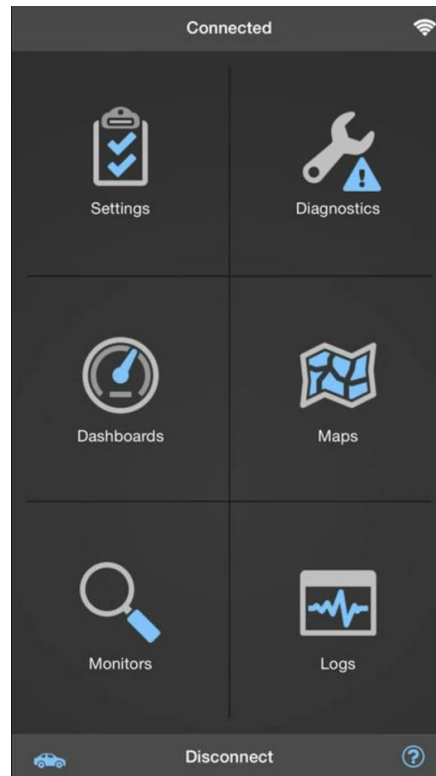 Connected
Settings
Diagnostics
Dashboards
Maps
Monitors
Logs
Disconnect
?